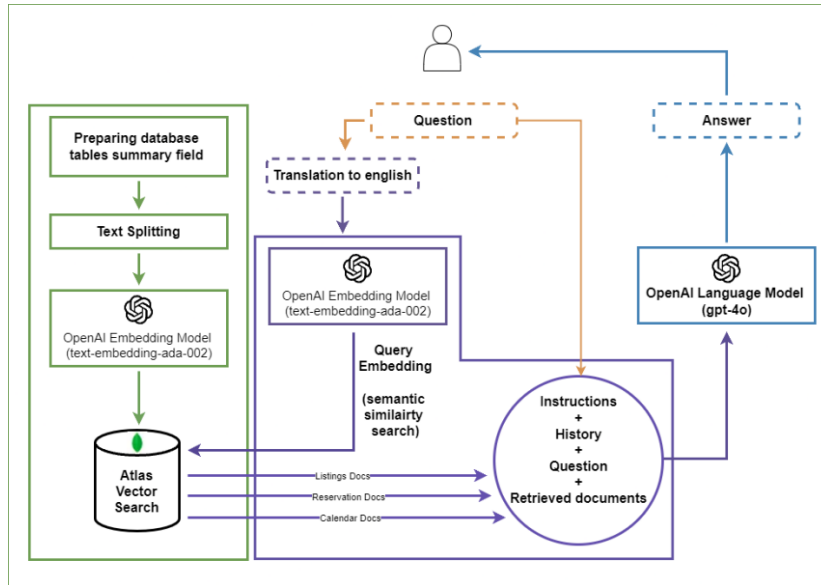 Preparing database
tables summary field
Text Splitting
OpenAI Embedding Model
(text-embedding-ada-002)
Atlas
Vector
Search
Question
Translation to english
OpenAI Embedding Model
(text-embedding-ada-002)
Query
Embedding
(semantic
similairty
search)
Listings Docs
Reservation Docs
Calendar Docs
Instructions
+
History
+
Question
+
Retrieved documents
OpenAI Language Model
(gpt-4o)
Answer